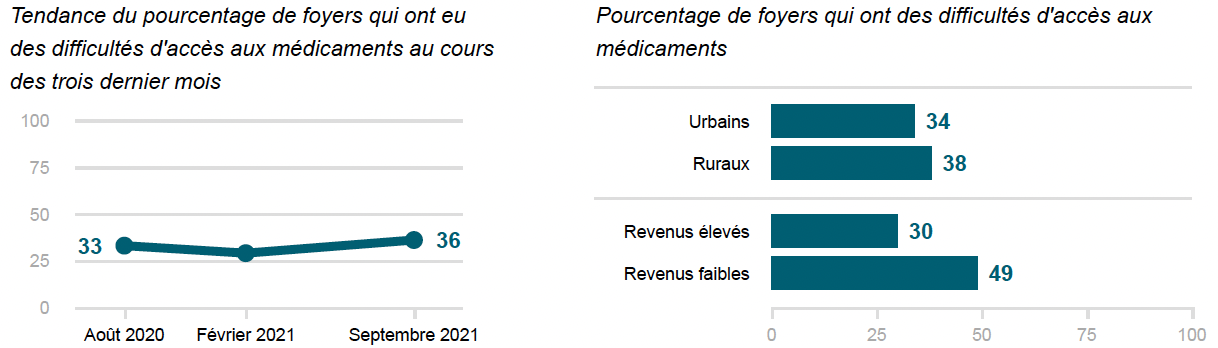 Tendance du pourcentage de foyers qui ont eu
des difficultés d'accès aux médicaments au cours
des trois dernier mois
100
75
50
25
0
33
36
Août 2020
Février 2021
Septembre 2021
Pourcentage de foyers qui ont des difficultés d'accès aux
médicaments
Urbains
34
Ruraux
38
Revenus élevés
30
Revenus faibles
49
0
25
50
75
100